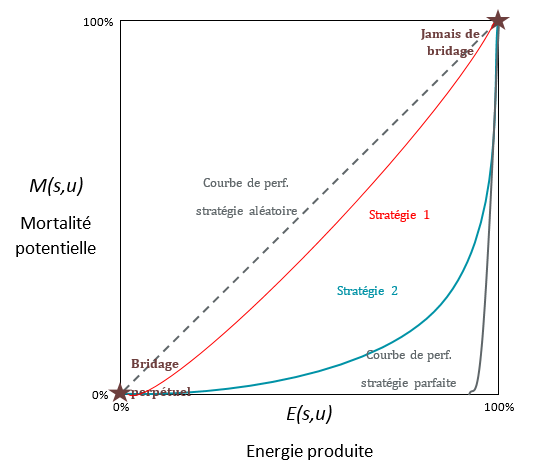 100%
Jamais de
bridage
M(s,u)
Mortalité
potentielle
Courbe de perf.
stratégie aléatoire
Stratégie 1
Stratégie 2
Courbe de perf.
stratégie parfaite
Bridage
perpétuel
0%
0%
E(s,u)
100%
Energie produite